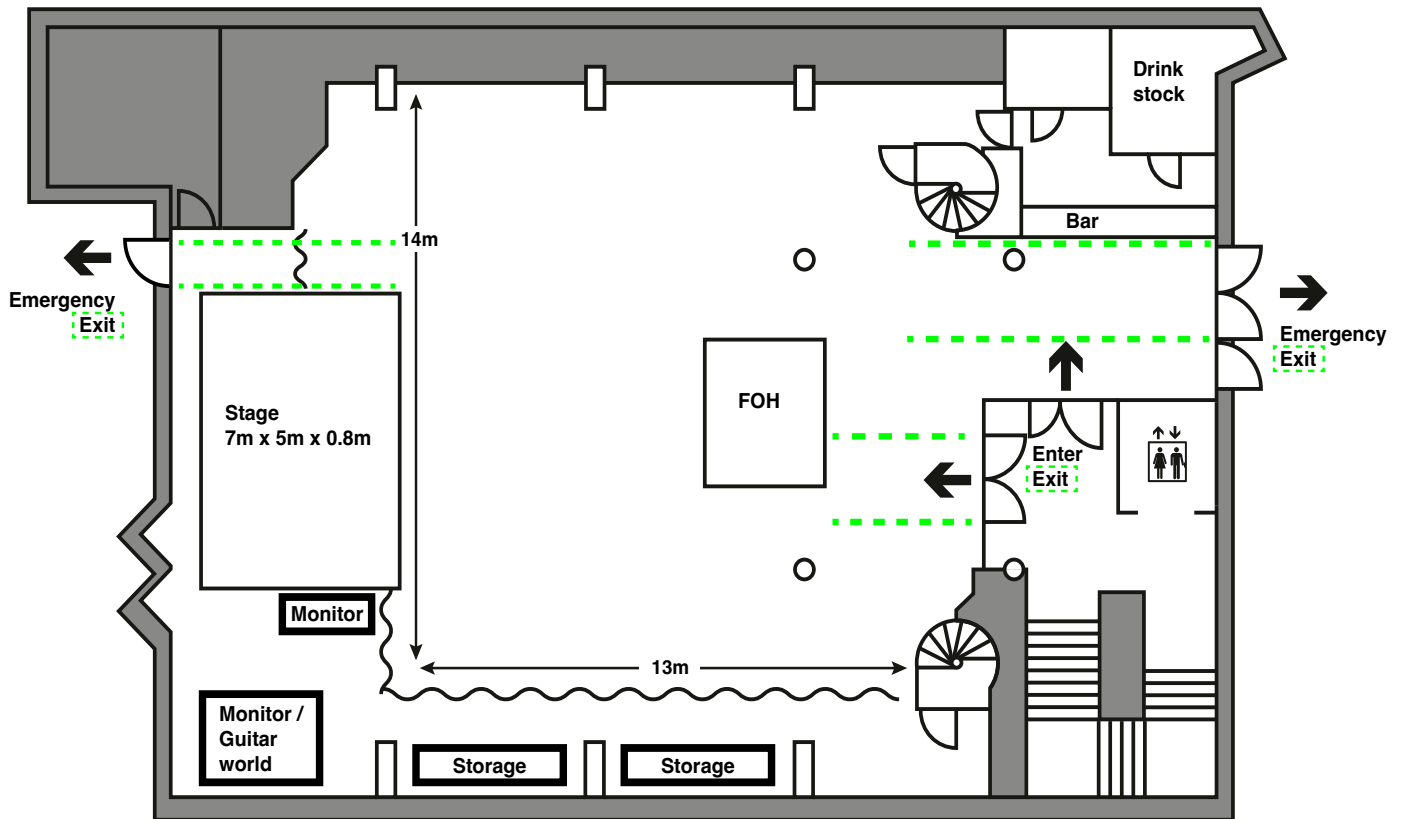 Drink
stock
Bar
14m
Emergency
Exit
Emergency
Exit
Stage
7m x 5m x 0.8m
FOH
Enter
Exit
Monitor
13m
Monitor /
Guitar
world
Storage
Storage